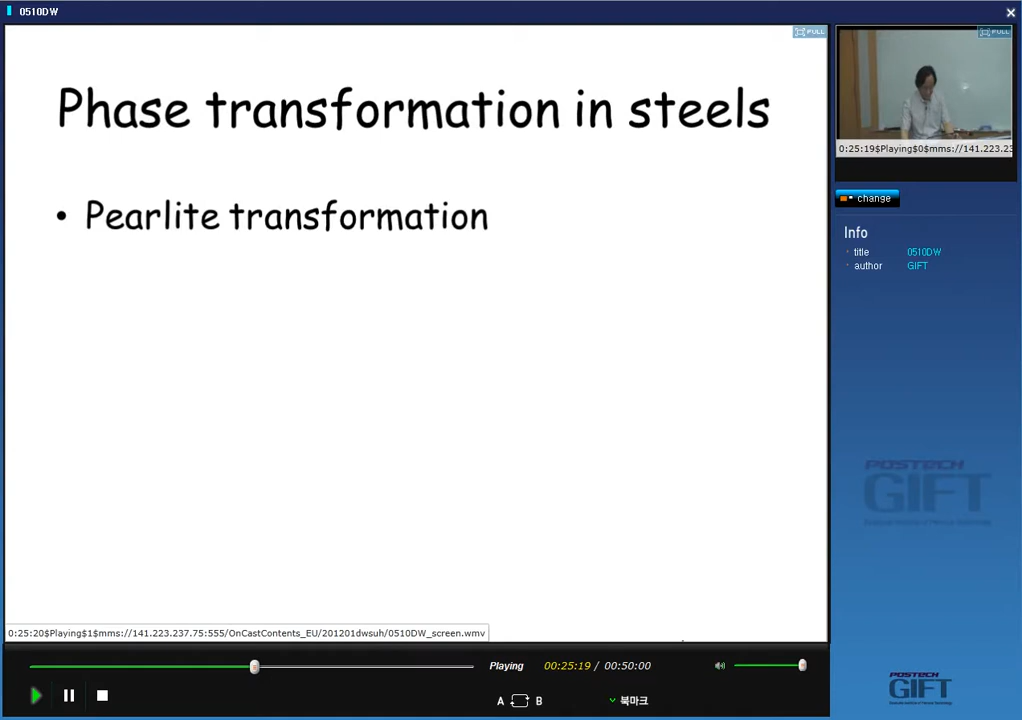 0510DW
FULL
Phase transformation in steels
• Pearlite transformation
0:25:20$Playing$1$mms://141.223.237.75:555/OnCastContents_EU/201201dwsuh/0510DW_screen.wmv
FULL
0:25:19$Playing$0$mms://141.223.23
change
Info
title 0510DW
author GIFT
POSTECH
GIFT
Playing 00:25:19 / 00:50:00
A B 북마크
POSTECH
GIFT